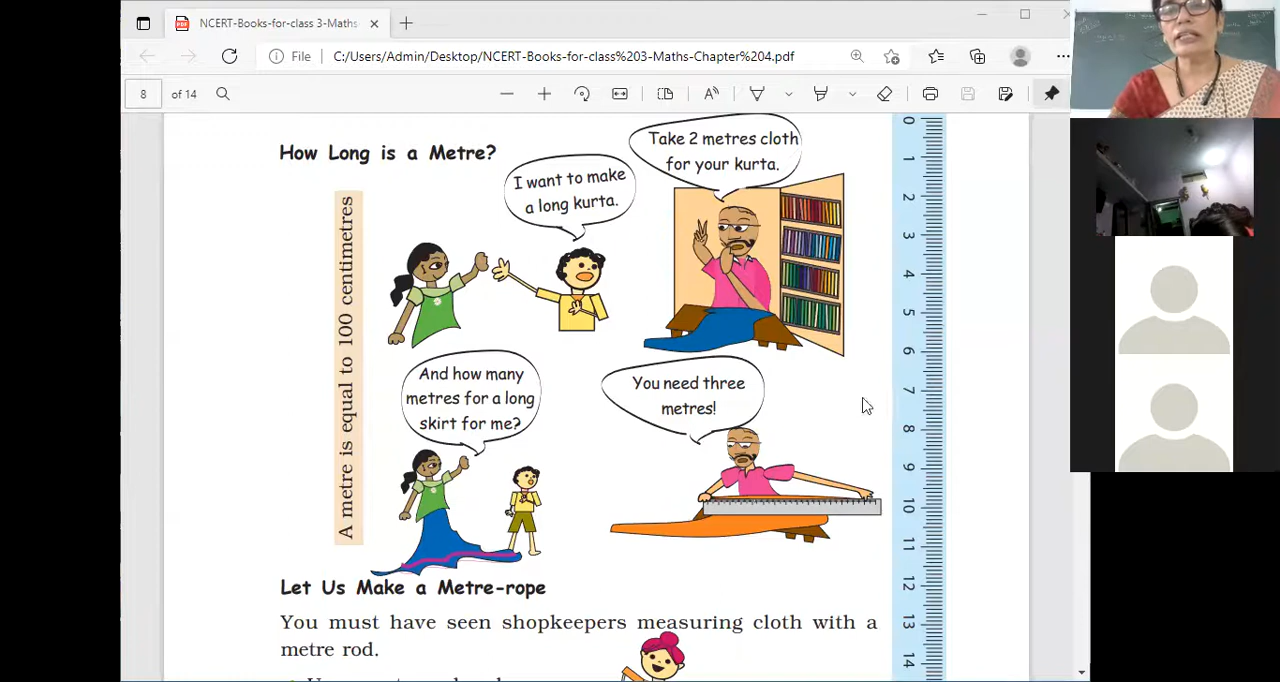 NCERT-Books-for-class 3-Maths-
File
C:/Users/Admin/Desktop/NCERT-Books-for-class%203-Maths-Chapter%204.pdf
8 of 14
How Long is a Metre?
Take 2 metres cloth
for your kurta.
I want to make
a long kurta.
A metre is equal to 100 centimetres
And how many
metres for a long
skirt for me?
You need three
metres!
0
1
2
3
4
5
6
7
8
9
10
11
12
13
14
Let Us Make a Metre-rope
You must have seen shopkeepers measuring cloth with a
metre rod.